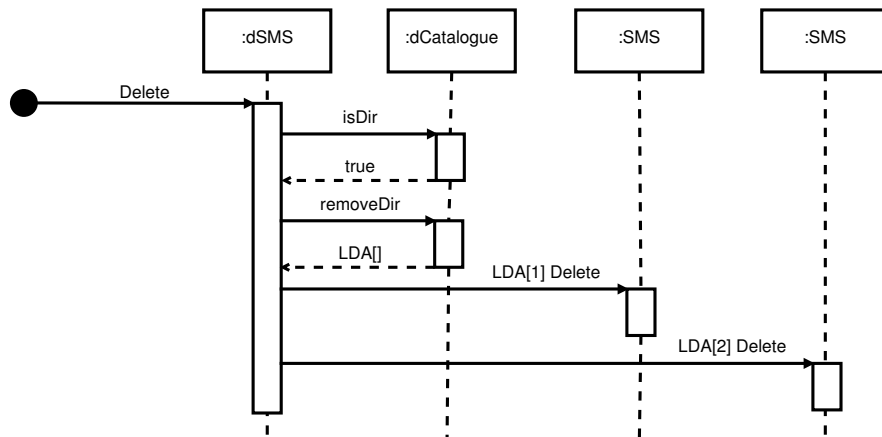 :dSMS
:dCatalogue
:SMS
:SMS
Delete
isDir
true
removeDir
LDA[]
LDA[1] Delete
LDA[2] Delete